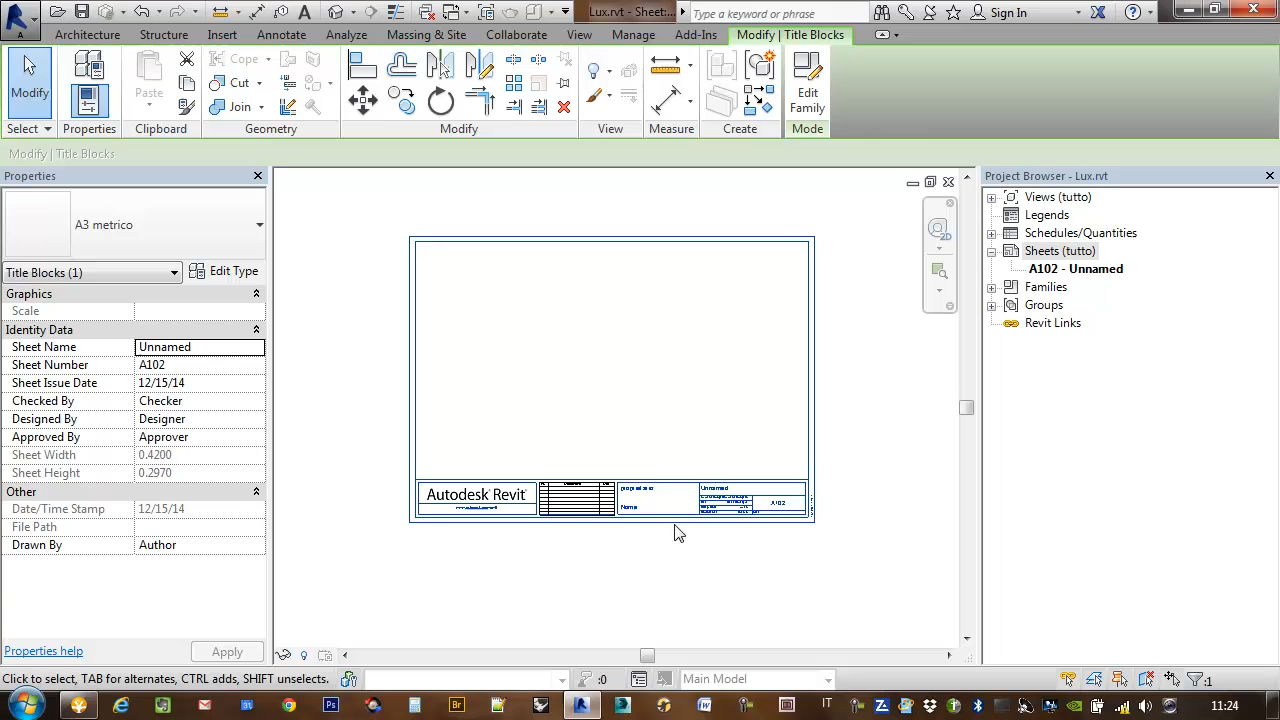 Lux.rvt - Sheet:...
Type a keyword or phrase
Sign In
A
Architecture
Structure
Insert
Annotate
Analyze
Massing & Site
Collaborate
View
Manage
Add-Ins
Modify | Title Blocks
Modify
Paste
Cope
Cut
Join
Edit
Family
Select
Properties
Clipboard
Geometry
Modify
View
Measure
Create
Mode
Modify | Title Blocks
Properties
A3 metrico
Title Blocks (1)
Edit Type
Graphics
Scale
Identity Data
Sheet Name Unnamed
Sheet Number A102
Sheet Issue Date 12/15/14
Checked By Checker
Designed By Designer
Approved By Approver
Sheet Width 0.4200
Sheet Height 0.2970
Other
Date/Time Stamp 12/15/14
File Path
Drawn By Author
Properties help
Apply
2D
Autodesk Revit
Nome
Unnamed
A102
Project Browser - Lux.rvt
Views (tutto)
Legends
Schedules/Quantities
Sheets (tutto)
A102 - Unnamed
Families
Groups
Revit Links
Click to select, TAB for alternates, CTRL adds, SHIFT unselects.
:0
Main Model
:1
Ps
Br
IT
11:24